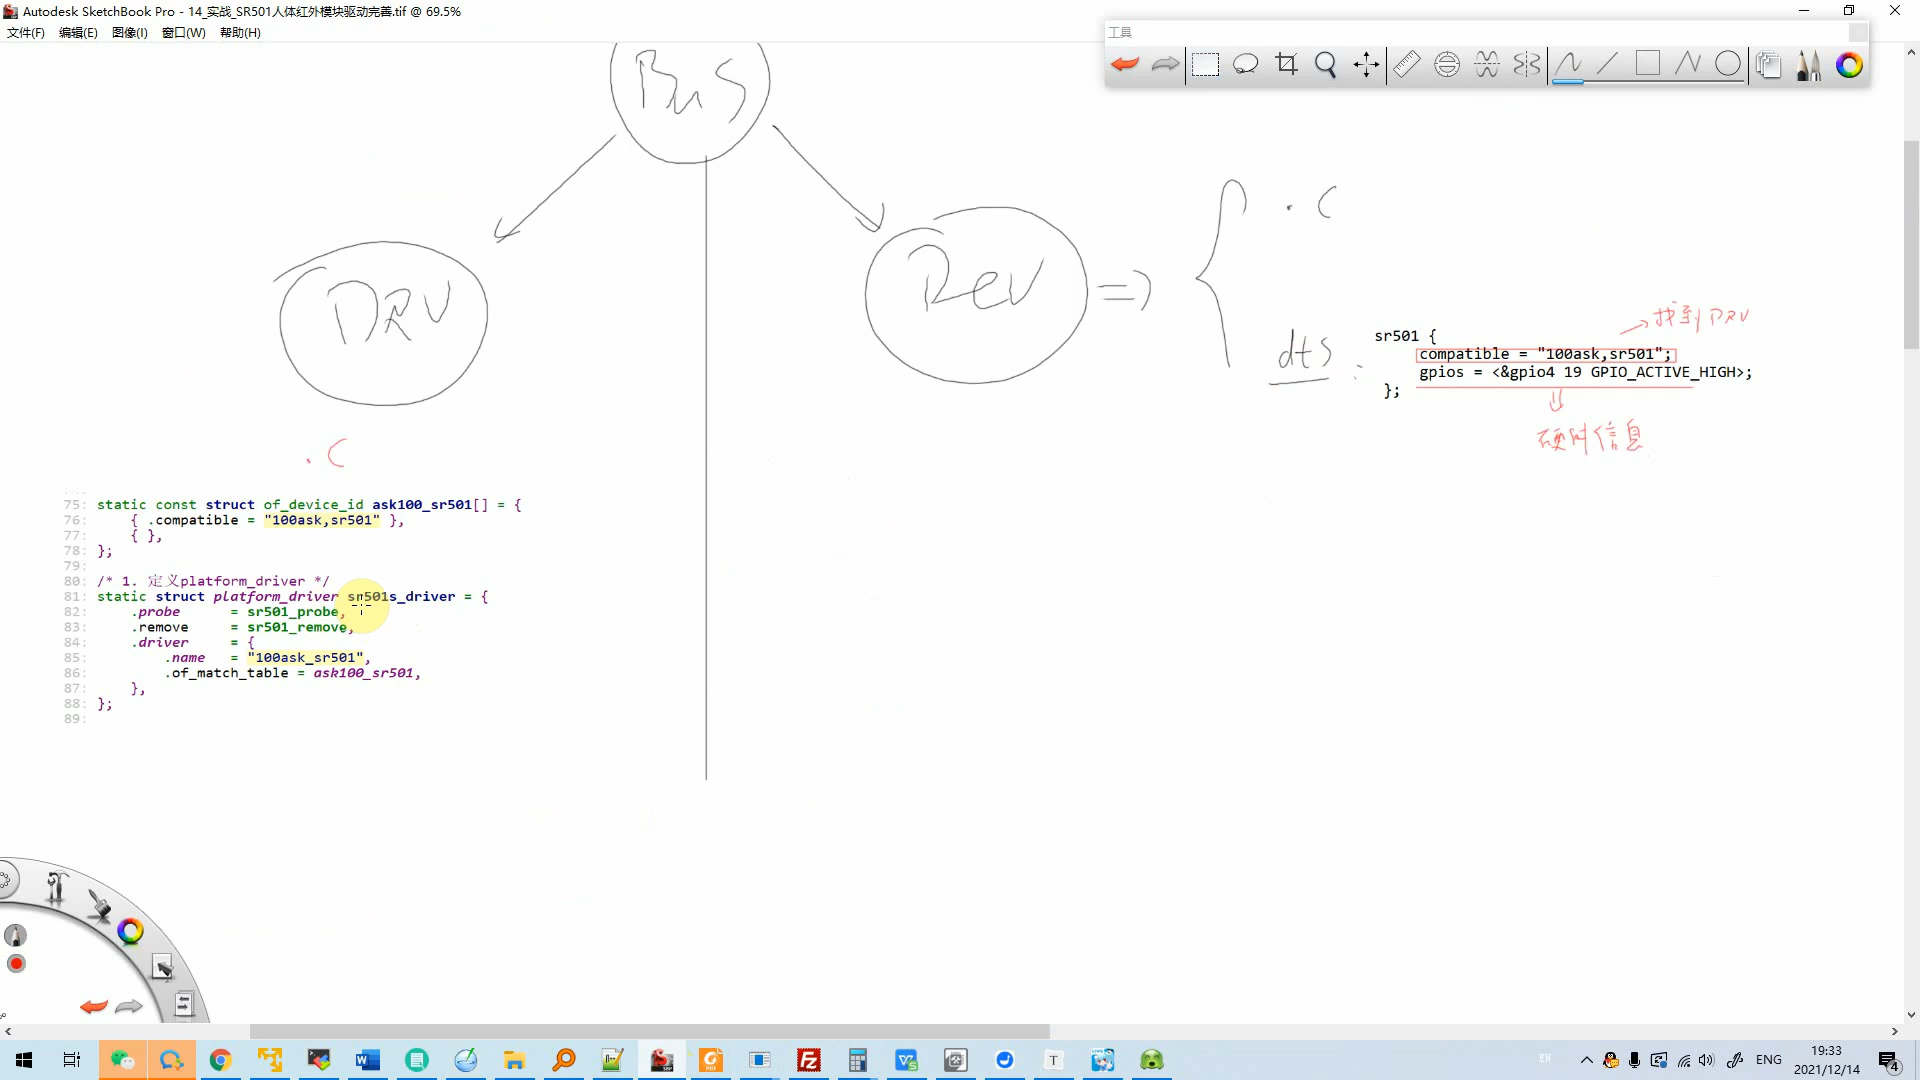 Autodesk SketchBook Pro - 14_实战_SR501人体红外模块驱动完善.tif @ 69.5%
文件(F) 编辑(E) 图像(I) 窗口(W) 帮助(H)
工具
Bus
DRV
Dev
. C
dts :
sr501 {
compatible = "100ask,sr501";
gpios = <&gpio4 19 GPIO_ACTIVE_HIGH>;
};
找到 DRV
硬件信息
. C
75: static const struct of_device_id ask100_sr501[] = {
76: { .compatible = "100ask,sr501" },
77: { },
78: };
79:
80: /* 1. 定义platform_driver */
81: static struct platform_driver sr501s_driver = {
82: .probe = sr501_probe,
83: .remove = sr501_remove,
84: .driver = {
85: .name = "100ask_sr501",
86: .of_match_table = ask100_sr501,
87: },
88: };
89:
ENG
19:33
2021/12/14
4